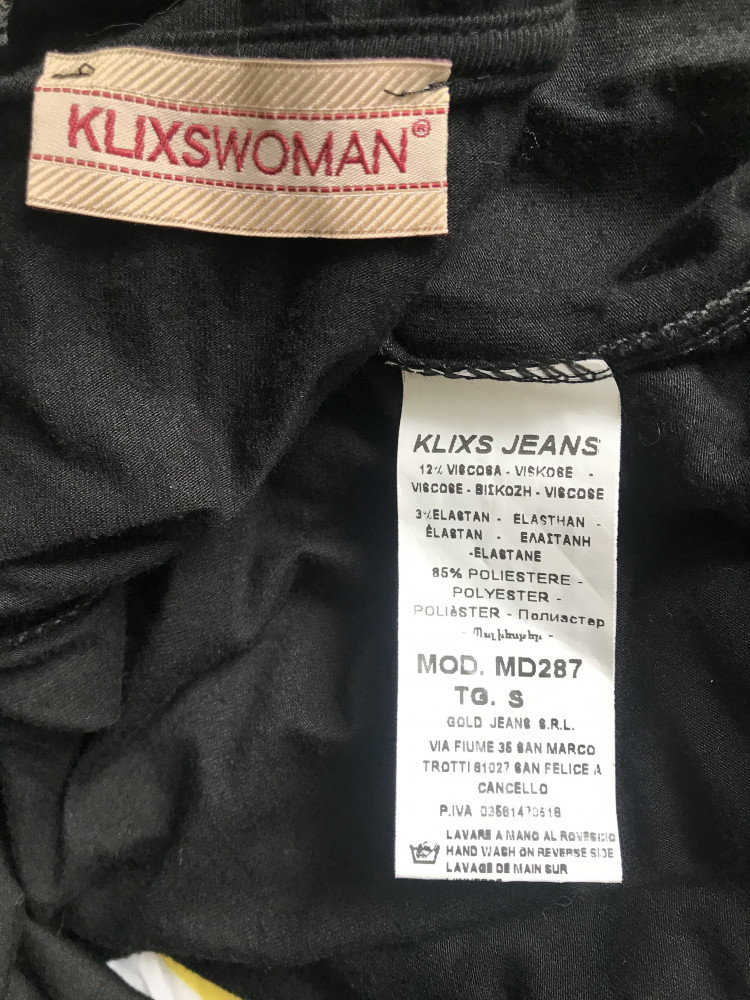 KLIXSWOMAN®
KLIXS JEANS
12% VISCOSA - VISKOSE -
VISCOSE - ΒΙΣΚΟΖΗ - VISCOSE
3%ELASTAN - ELASTHAN -
ÉLASTAN - ΕΛΑΣΤΑΝΗ
-ELASTANE
85% POLIESTERE -
POLYESTER -
POLIèSTER - Полиэстер
- Պոլիեսթեր -
MOD. MD287
TG. S
GOLD JEANS S.R.L.
VIA FIUME 35 SAN MARCO
TROTTI 81027 SAN FELICE A
CANCELLO
P.IVA 03581470618
LAVARE A MANO AL ROVESCIO
HAND WASH ON REVERSE SIDE
LAVAGE DE MAIN SUR